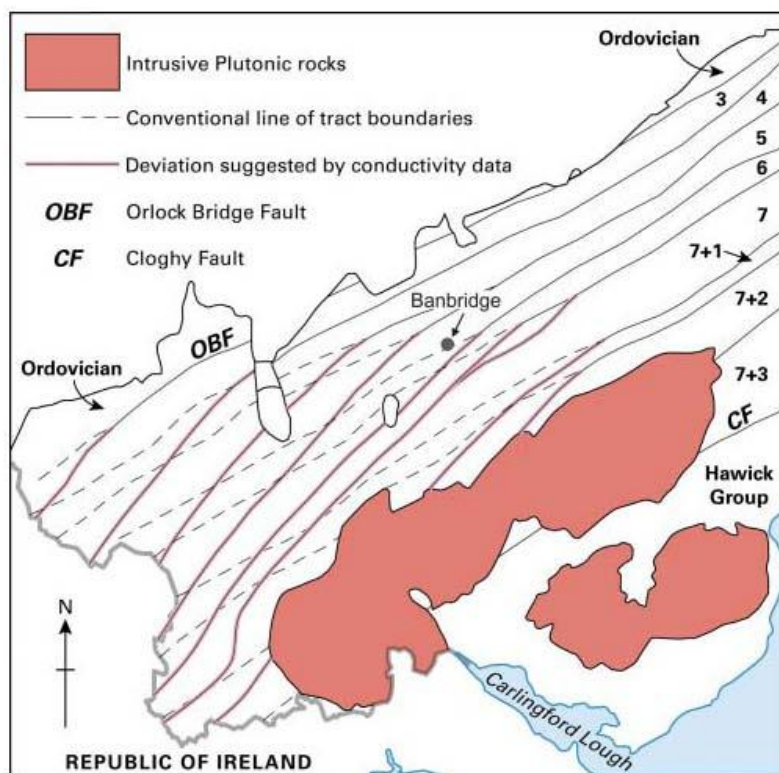 Intrusive Plutonic rocks
Conventional line of tract boundaries
Deviation suggested by conductivity data
OBF Orlock Bridge Fault
CF Cloghy Fault
Ordovician
3
4
5
6
7
7+1
7+2
7+3
Banbridge
OBF
Ordovician
CF
Hawick
Group
N
Carlingford Lough
REPUBLIC OF IRELAND